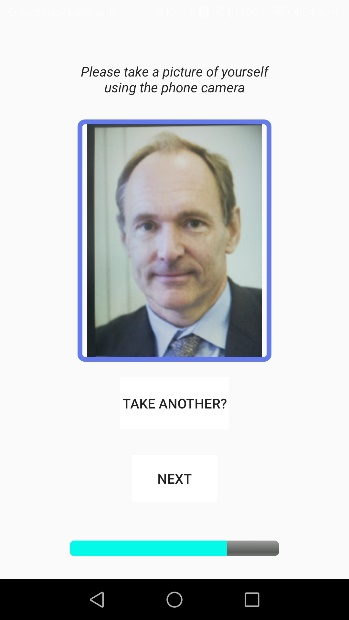 Please take a picture of yourself
using the phone camera
TAKE ANOTHER?
NEXT